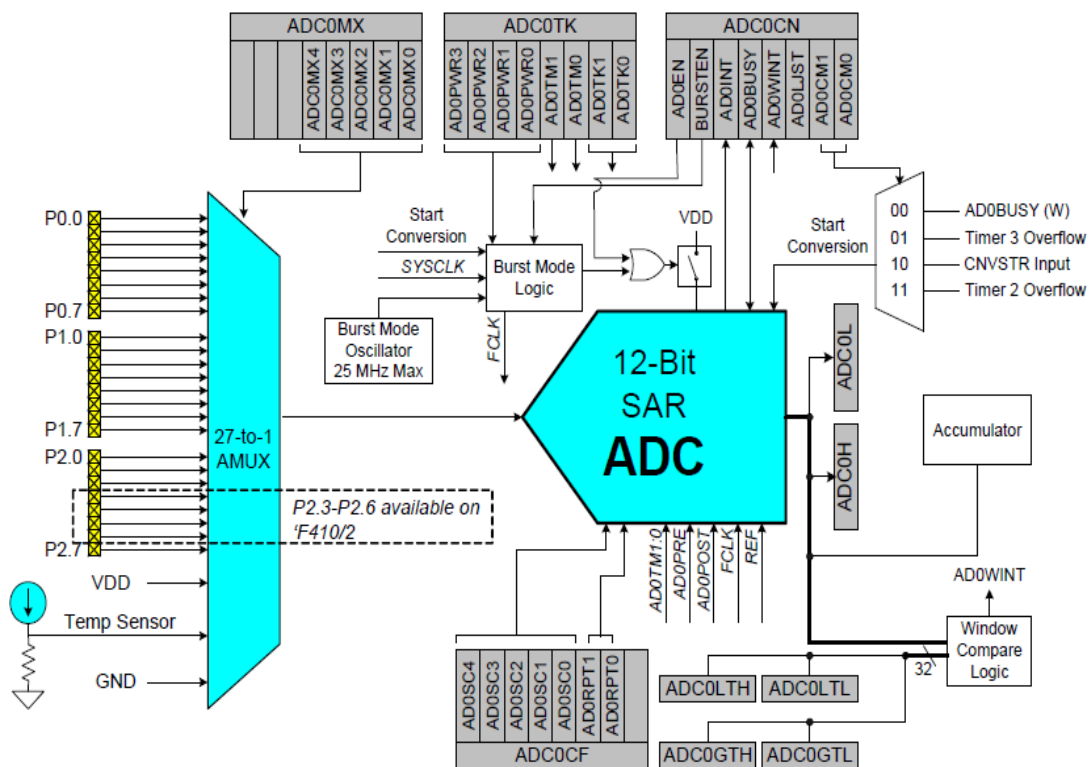 ADC0MX
ADC0MX4
ADC0MX3
ADC0MX2
ADC0MX1
ADC0MX0
ADC0TK
AD0PWR3
AD0PWR2
AD0PWR1
AD0PWR0
AD0TM1
AD0TM0
AD0TK1
AD0TK0
ADC0CN
AD0EN
BURSTEN
AD0INT
AD0BUSY
AD0WINT
AD0LJST
AD0CM1
AD0CM0
P0.0
P0.7
P1.0
P1.7
P2.0
P2.7
VDD
Temp Sensor
GND
27-to-1
AMUX
P2.3-P2.6 available on
'F410/2
Start
Conversion
SYSCLK
Burst Mode
Logic
Burst Mode
Oscillator
25 MHz Max
FCLK
VDD
Start
Conversion
00
01
10
11
AD0BUSY (W)
Timer 3 Overflow
CNVSTR Input
Timer 2 Overflow
12-Bit
SAR
ADC
ADC0L
ADC0H
Accumulator
AD0TM1:0
AD0PRE
AD0POST
FCLK
REF
AD0WINT
Window
Compare
Logic
32
AD0SC4
AD0SC3
AD0SC2
AD0SC1
AD0SC0
AD0RPT1
AD0RPT0
ADC0CF
ADC0LTH
ADC0LTL
ADC0GTH
ADC0GTL